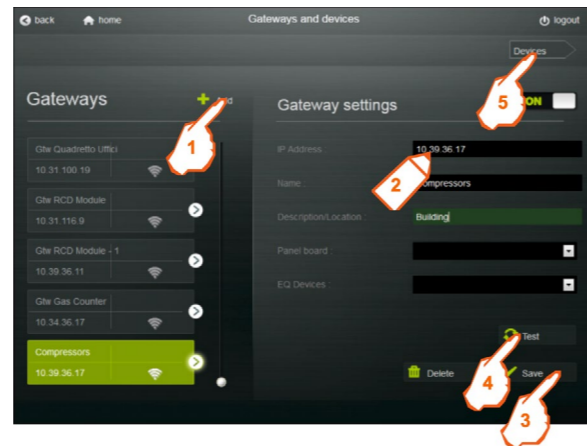 back home Gateways and devices logout
Devices
Gateways Add
Gateway settings ON
5
1
Gtw Quadretto Uffici
10.31.100.19
IP Address 10.39.36.17
2
Name Compressors
Gtw RCD Module
10.31.116.9
Description/Location : Building
Gtw RCD Module - 1
10.39.36.11
Panel board :
EQ Devices :
Gtw Gas Counter
10.34.36.17
Test
Compressors
10.39.36.17
4
Delete Save
3